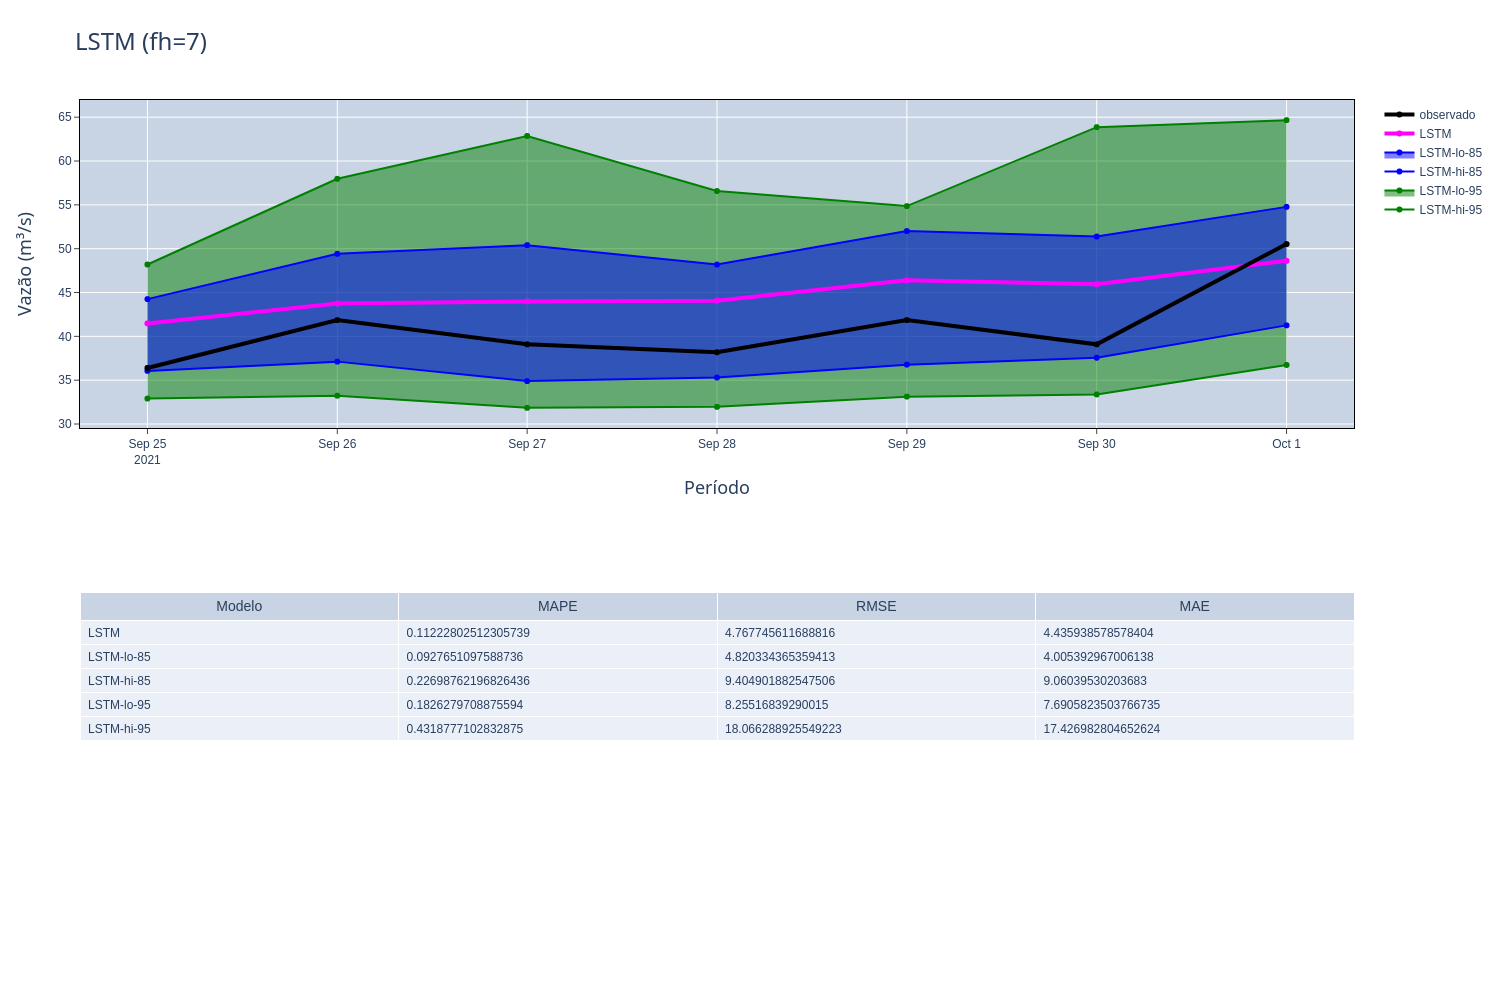 LSTM (fh=7)
65
60
55
50
45
40
35
30
Vazão (m³/s)
Sep 25
2021
Sep 26
Sep 27
Sep 28
Sep 29
Sep 30
Oct 1
Período
observado
LSTM
LSTM-lo-85
LSTM-hi-85
LSTM-lo-95
LSTM-hi-95
Modelo MAPE RMSE MAE
LSTM 0.11222802512305739 4.767745611688816 4.435938578578404
LSTM-lo-85 0.0927651097588736 4.820334365359413 4.005392967006138
LSTM-hi-85 0.22698762196826436 9.404901882547506 9.06039530203683
LSTM-lo-95 0.1826279708875594 8.25516839290015 7.6905823503766735
LSTM-hi-95 0.4318777102832875 18.066288925549223 17.426982804652624